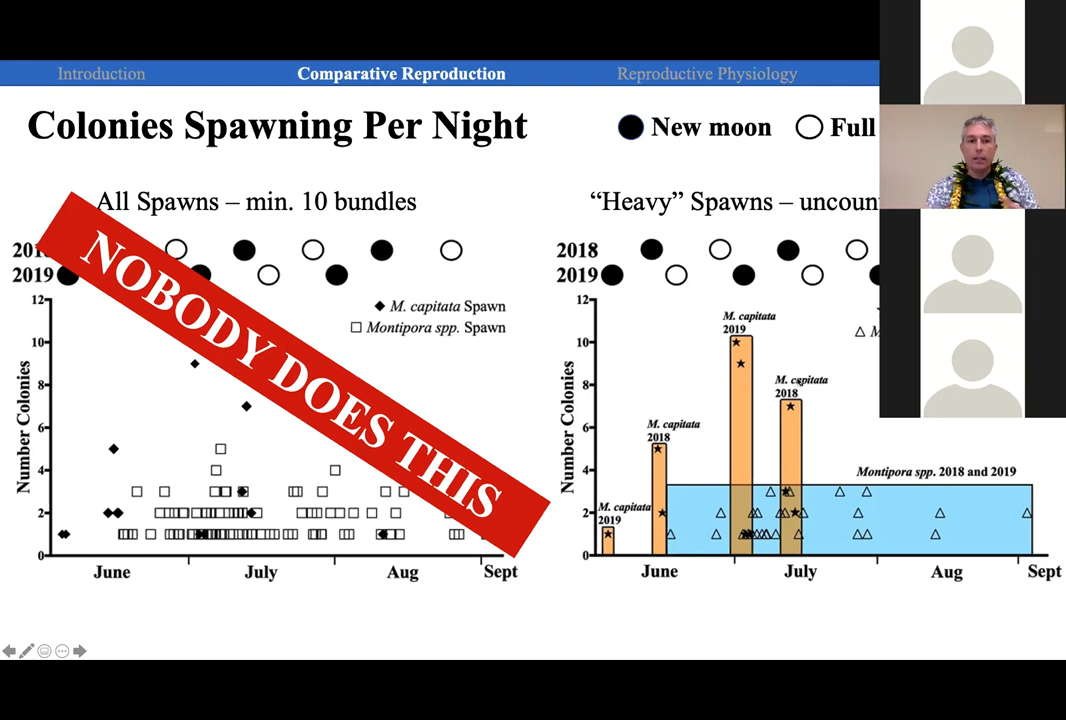 Introduction
Comparative Reproduction
Reproductive Physiology
Colonies Spawning Per Night
New moon
Full
All Spawns – min. 10 bundles
“Heavy” Spawns – uncoun
NOBODY DOES THIS
2019
2018
2019
M. capitata Spawn
Montipora spp. Spawn
Number Colonies
12
10
8
6
4
2
0
June
July
Aug
Sept
Number Colonies
12
10
8
6
4
2
0
M. capitata
2019
M. capitata
2018
M. capitata
2018
M. capitata
2019
Montipora spp. 2018 and 2019
June
July
Aug
Sept